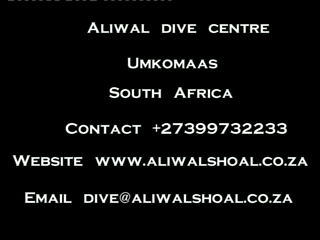 Aliwal dive centre
Umkomaas
South Africa
Contact +27399732233
Website www.aliwalshoal.co.za
Email dive@aliwalshoal.co.za